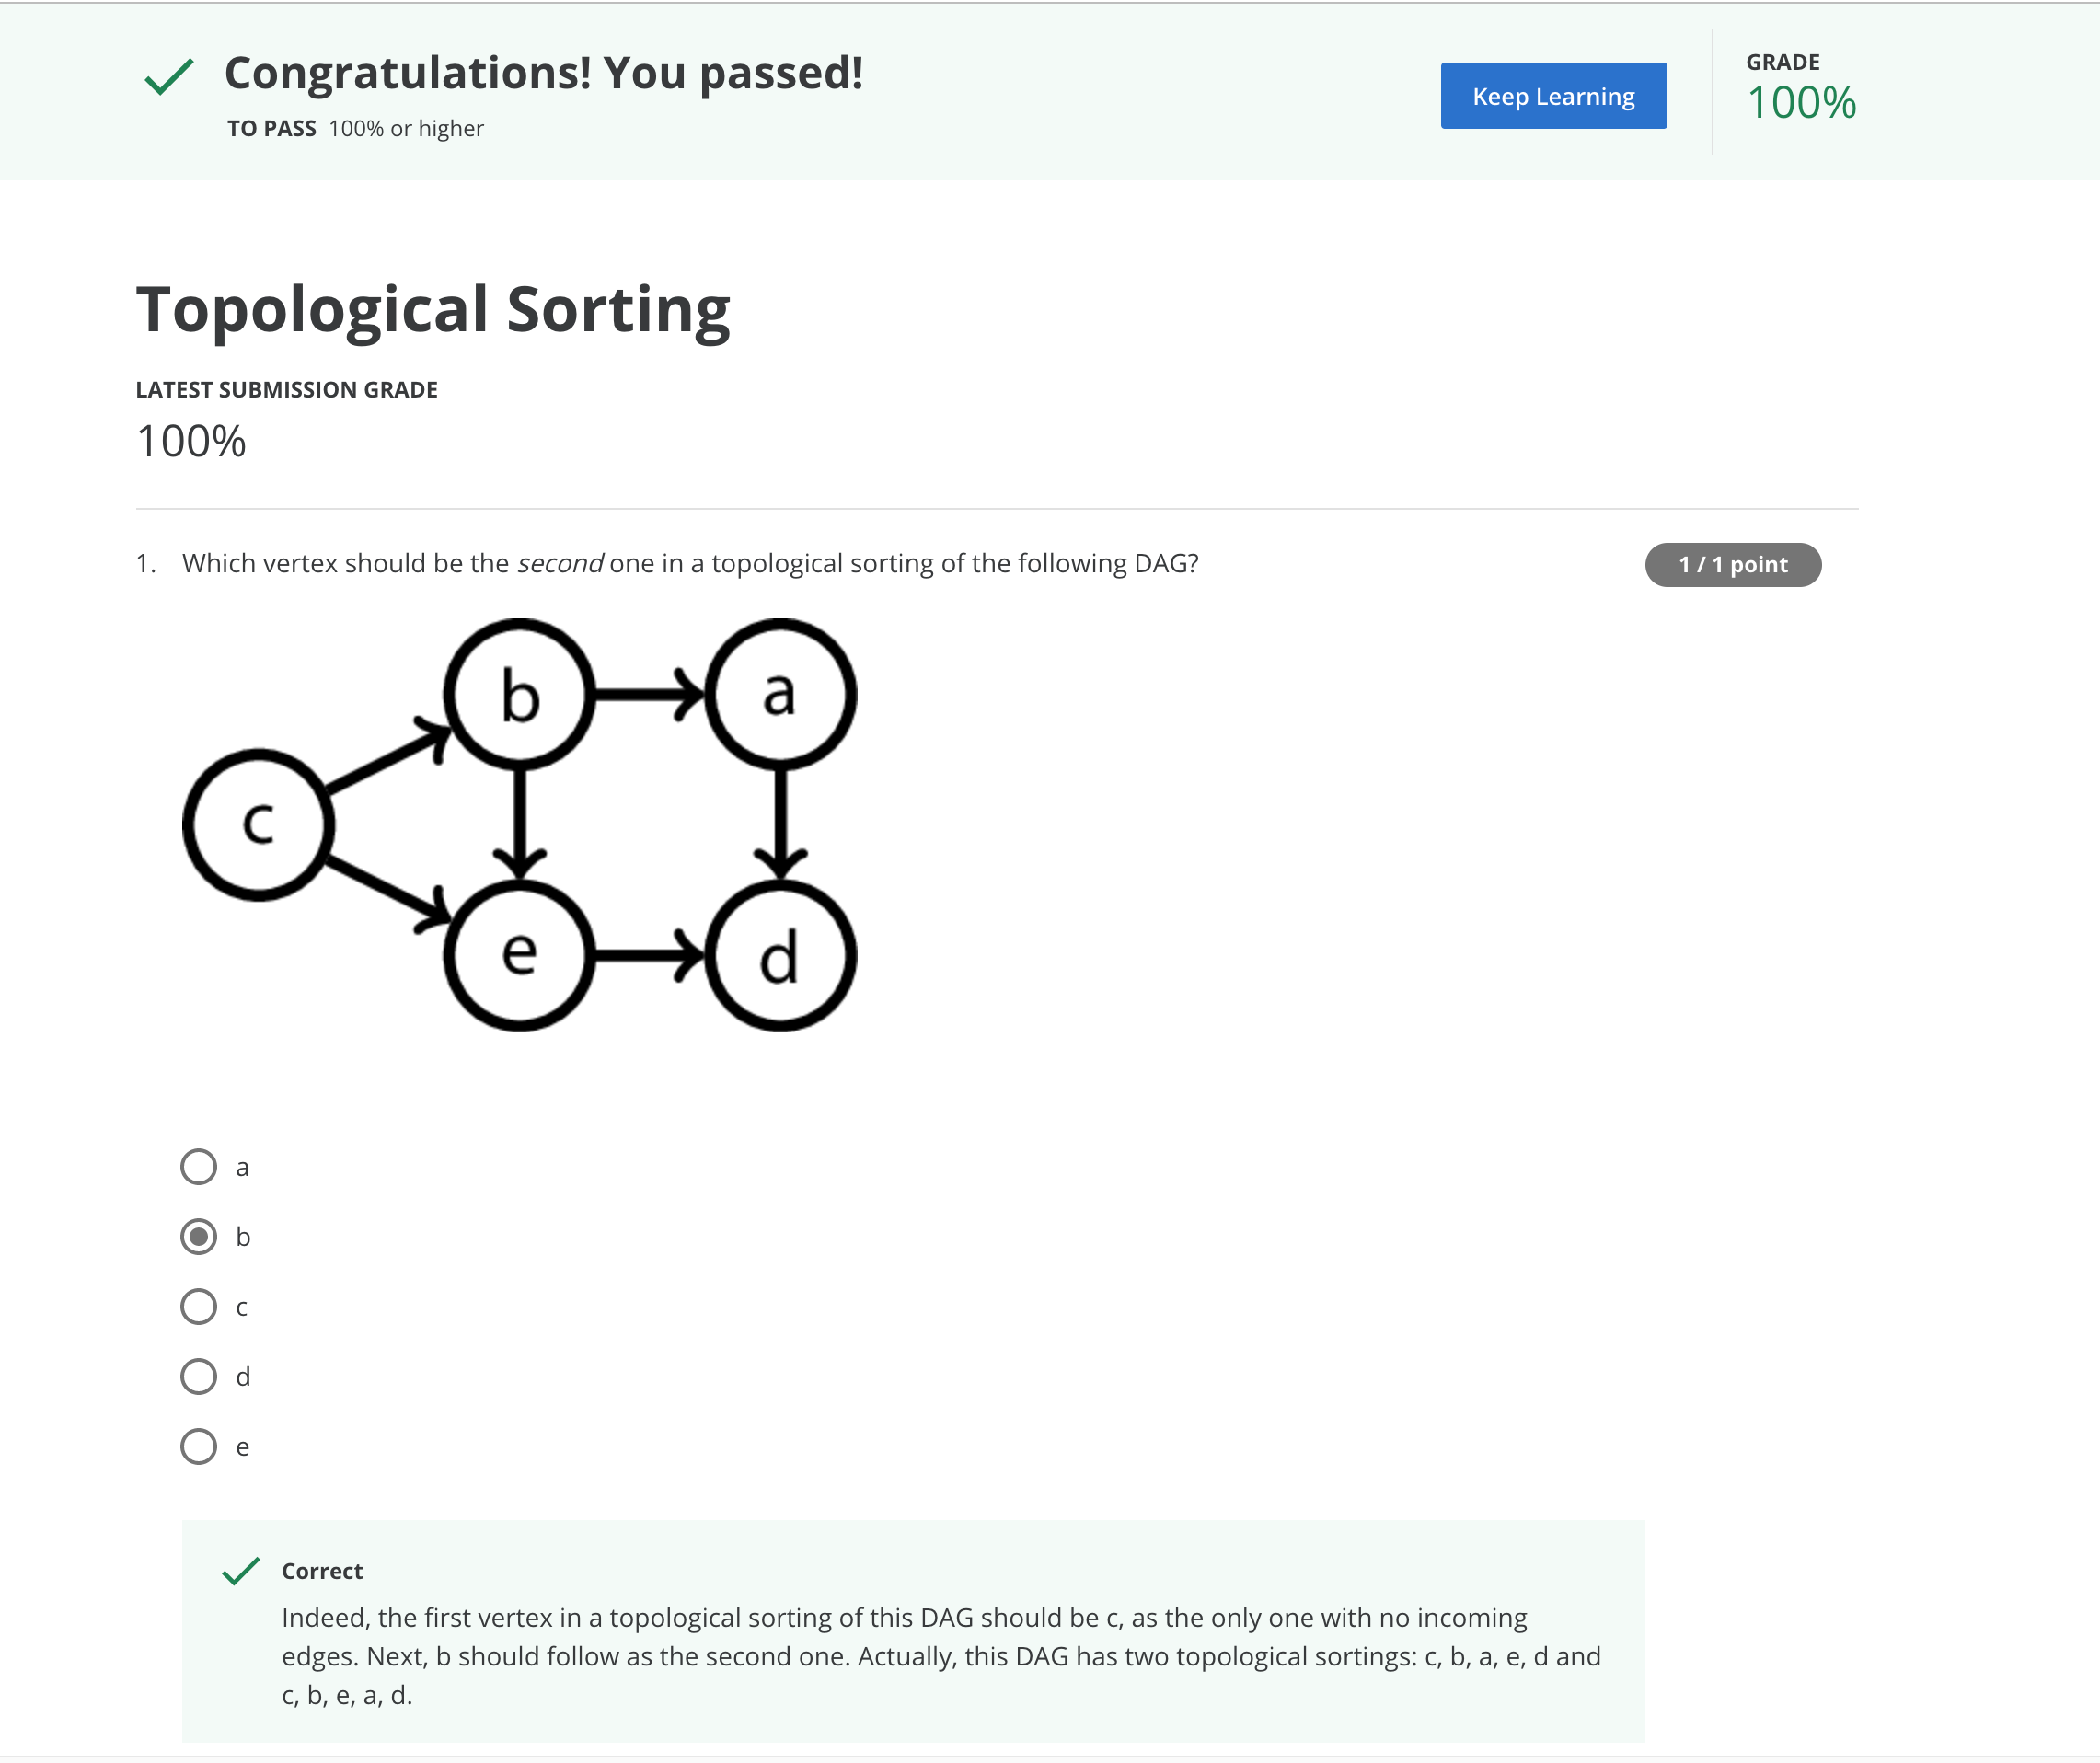 Congratulations! You passed!
TO PASS 100% or higher
Keep Learning
GRADE
100%
Topological Sorting
LATEST SUBMISSION GRADE
100%
1. Which vertex should be the second one in a topological sorting of the following DAG?
1 / 1 point
b
a
c
e
d
a
b
c
d
e
Correct
Indeed, the first vertex in a topological sorting of this DAG should be c, as the only one with no incoming
edges. Next, b should follow as the second one. Actually, this DAG has two topological sortings: c, b, a, e, d and
c, b, e, a, d.